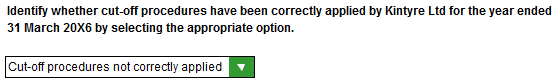 Identify whether cut-off procedures have been correctly applied by Kintyre Ltd for the year ended
31 March 20X6 by selecting the appropriate option.
Cut-off procedures not correctly applied